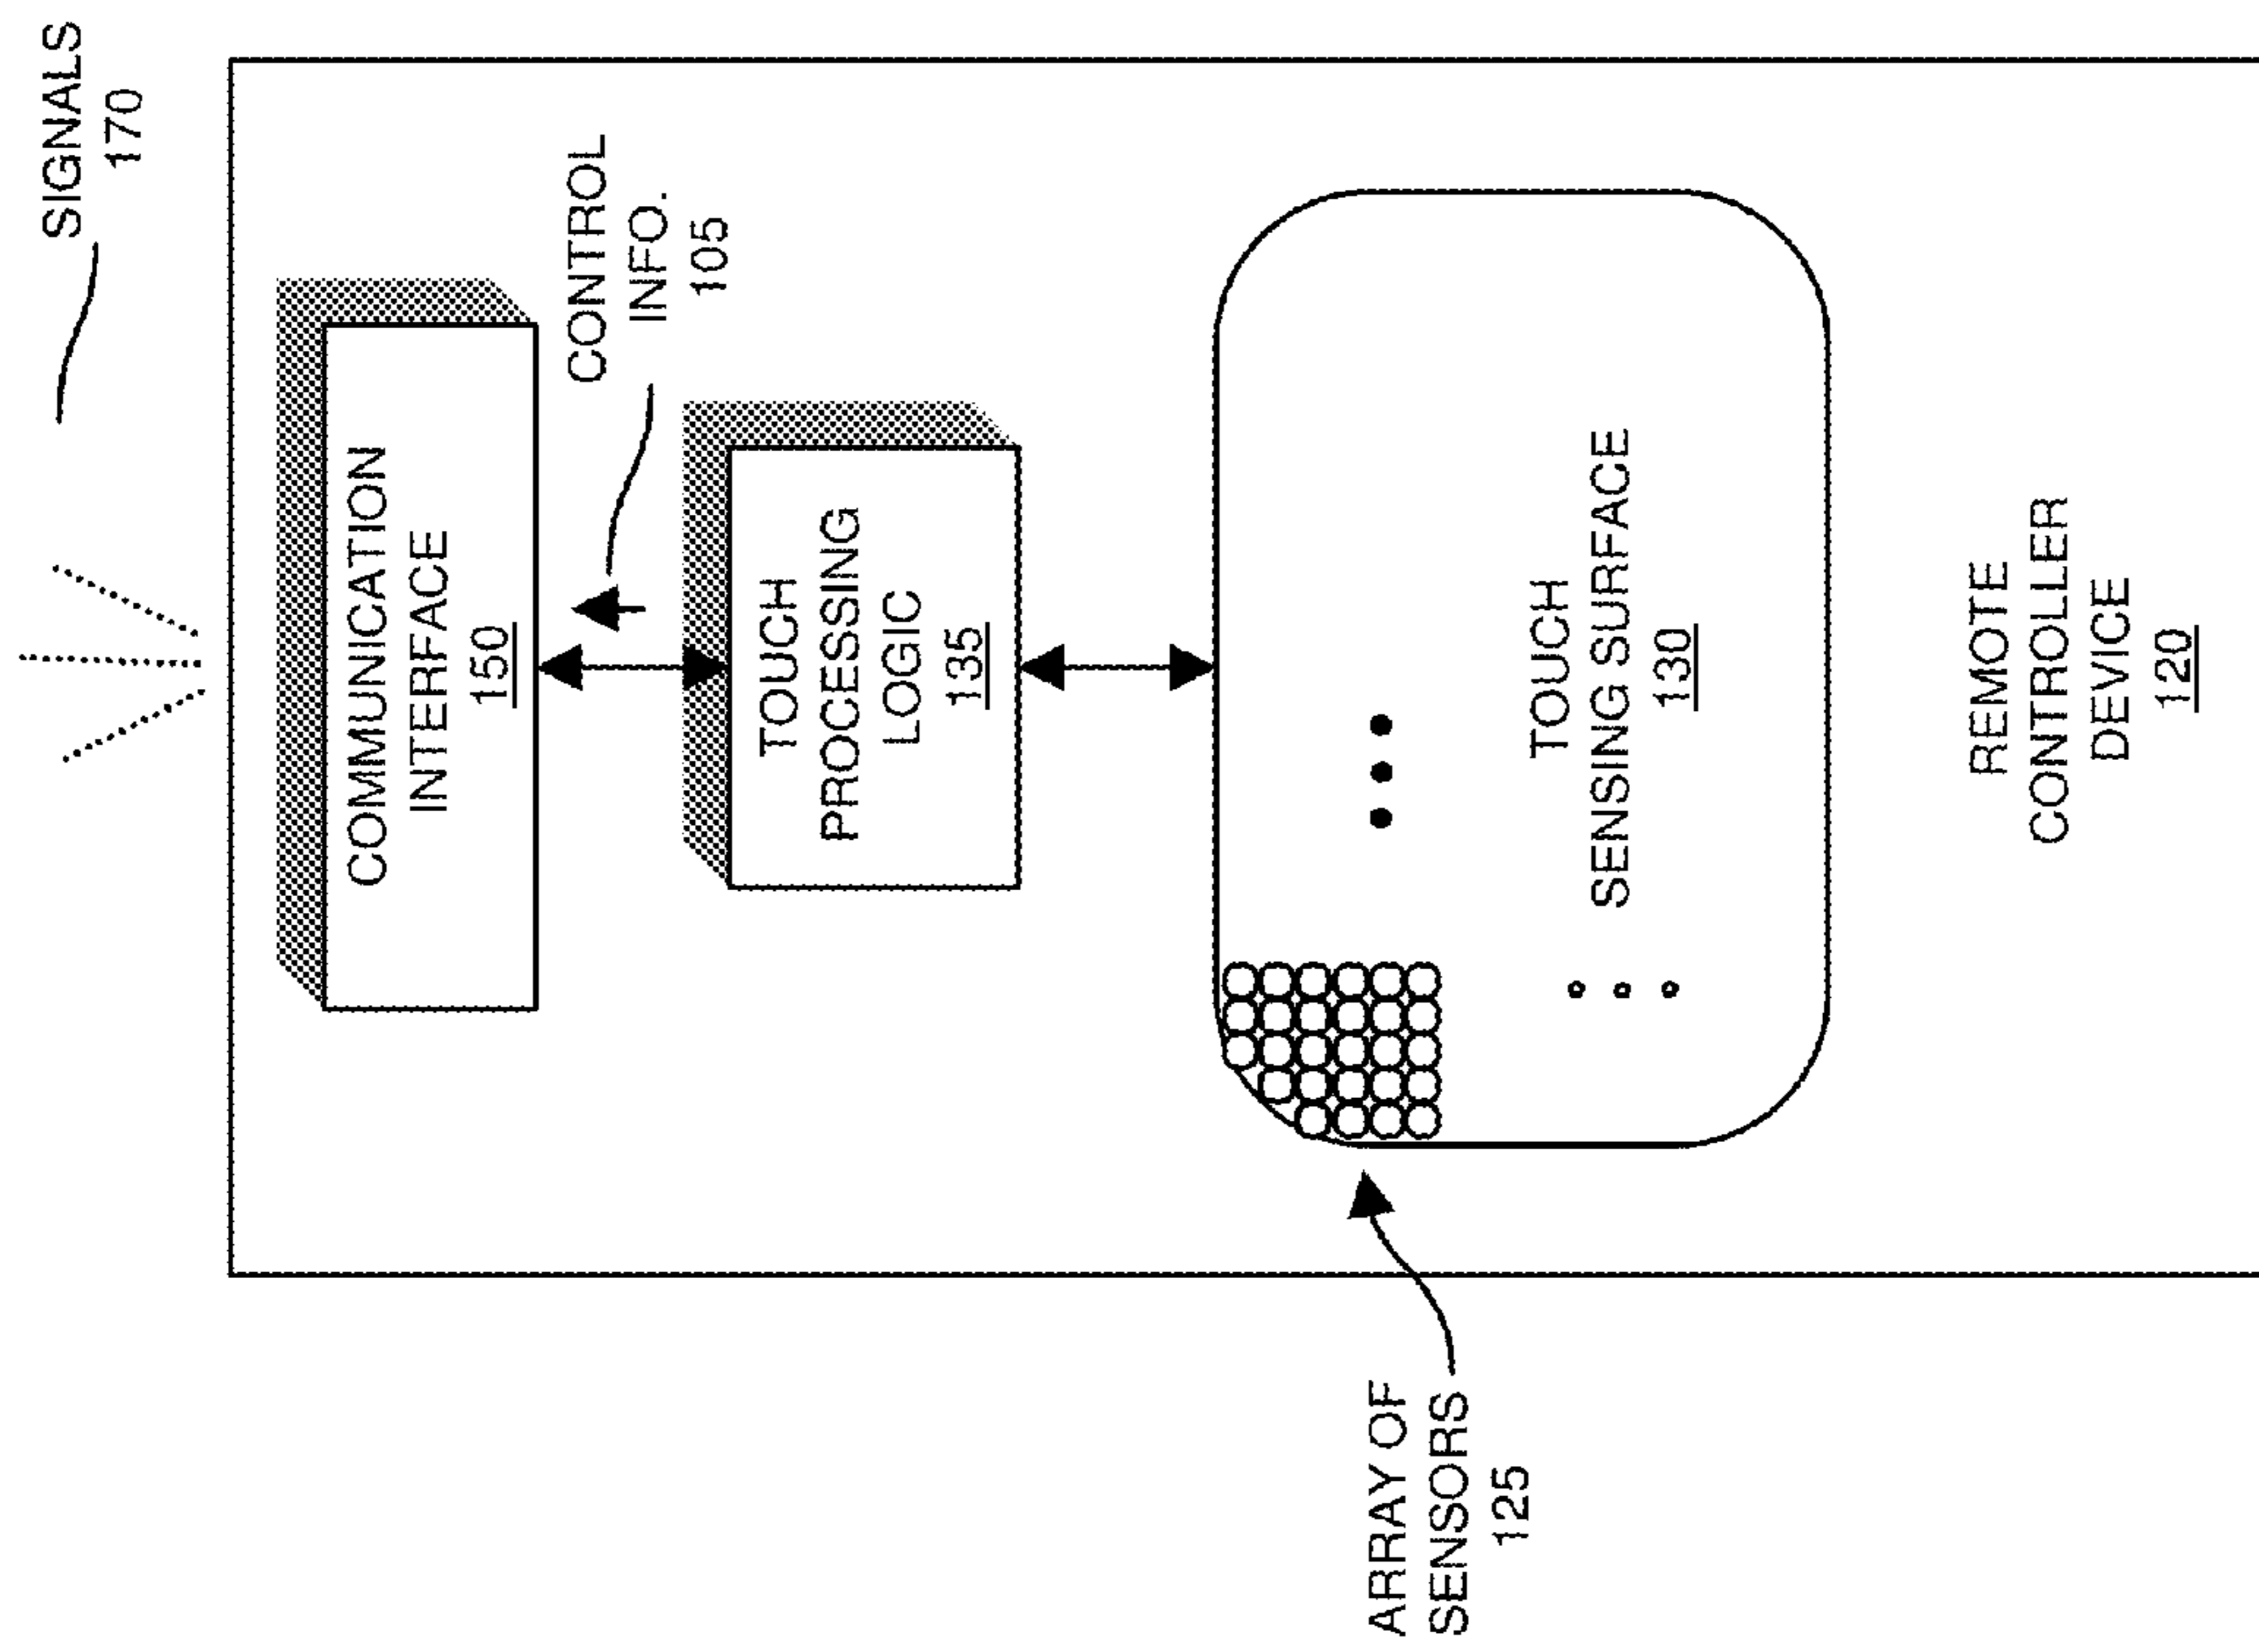 SIGNALS
170
COMMUNICATION
INTERFACE
150
CONTROL
INFO.
105
TOUCH
PROCESSING
LOGIC
135
ARRAY OF
SENSORS
125
TOUCH
SENSING SURFACE
130
REMOTE
CONTROLLER
DEVICE
120